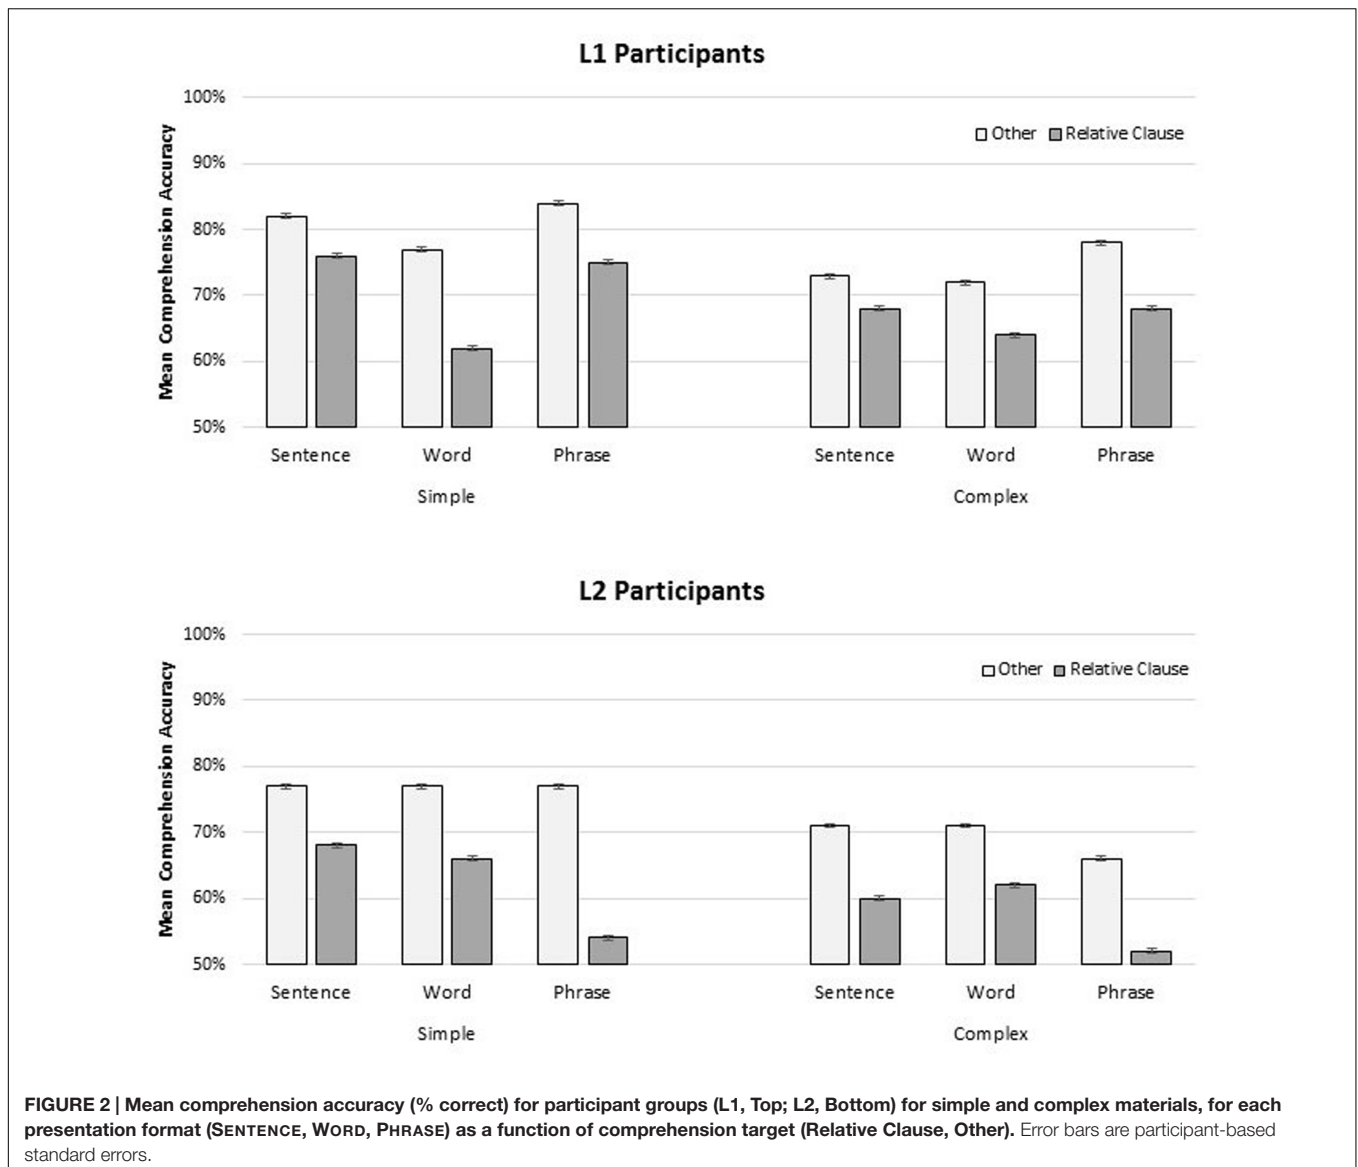 L1 Participants
Mean Comprehension Accuracy
100%
90%
80%
70%
60%
50%
Other Relative Clause
Sentence Word Phrase Sentence Word Phrase
Simple Complex
L2 Participants
Mean Comprehension Accuracy
100%
90%
80%
70%
60%
50%
Other Relative Clause
Sentence Word Phrase Sentence Word Phrase
Simple Complex
FIGURE 2 | Mean comprehension accuracy (% correct) for participant groups (L1, Top; L2, Bottom) for simple and complex materials, for each
presentation format (SENTENCE, WORD, PHRASE) as a function of comprehension target (Relative Clause, Other). Error bars are participant-based
standard errors.